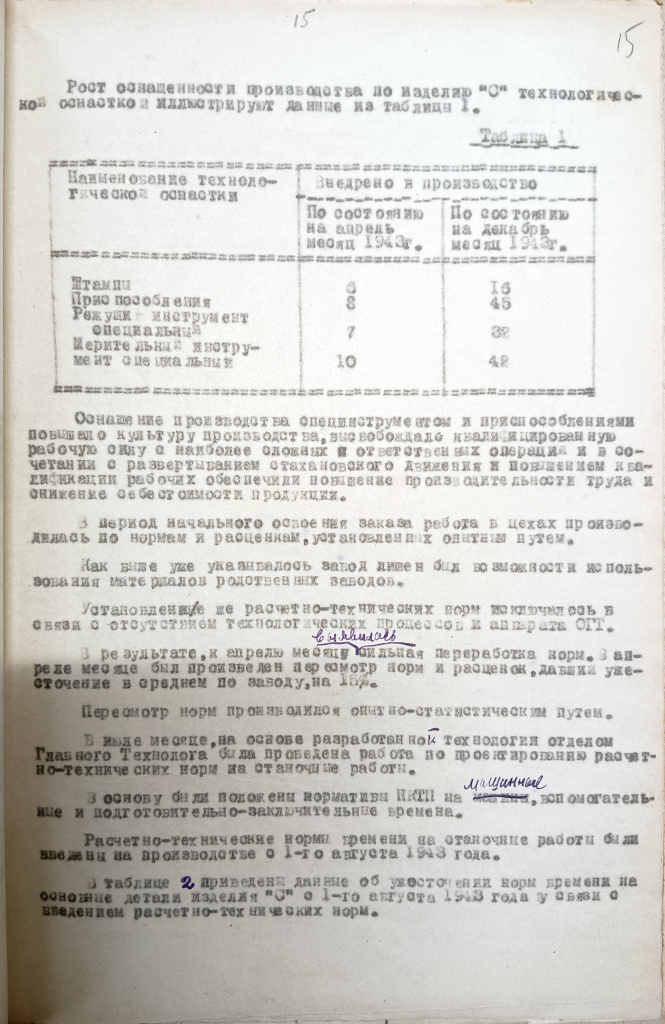 15
15
Рост оснащенности производства по изделию "С" технологичес-
кой оснасткой иллюстрируют данные из таблицы 1.
Таблица 1
Наименование техноло- Внедрено в производство
гической оснастки
По состоянию По состоянию
на апрель на декабрь
месяц 1943г. месяц 1943г.
Штампы 16
Приспособления 8 45
Режущий инструмент
специальный 7 32
Мерительный инстру-
мент специальный 10 42
Оснащение производства специнструментом и приспособлениями
повышало культуру производства, высвобождало квалифицированную
рабочую силу с наиболее сложных и ответственных операций и в со-
четании с развертыванием стахановского движения и повышением ква-
лификации рабочих обеспечили повышение производительности труда и
снижение себестоимости продукции.
В период начального освоения заказа работа в цехах произво-
дилась по нормам и расценкам, установленных опытным путем.
Как выше уже указывалось завод лишен был возможности исполь-
зования материалов родственных заводов.
Установление же расчетно-технических норм исключалось в
связи с отсутствием технологических процессов и аппарата ОГТ.
выявилась
В результате, к апрелю месяцу сильная переработка норм. В ап-
реле месяце был произведен пересмотр норм и расценок, давший уже-
сточение в среднем по заводу, на 15%.
Пересмотр норм производился опытно-статистическим путем.
В июле месяце, на основе разработанной технологии отделом
Главного Технолога была проведена работа по проектированию расчет-
но-технических норм на станочные работы.
машинные
В основу были положены нормативы НКТП на , вспомогатель-
ные и подготовительно-заключительные времена.
Расчетно-технические нормы времени на станочные работы были
введены на производстве с 1-го августа 1943 года.
В таблице 2 приведены данные об ужесточении норм времени на
основные детали изделия "С" с 1-го августа 1943 года у связи с
введением расчетно-технических норм.